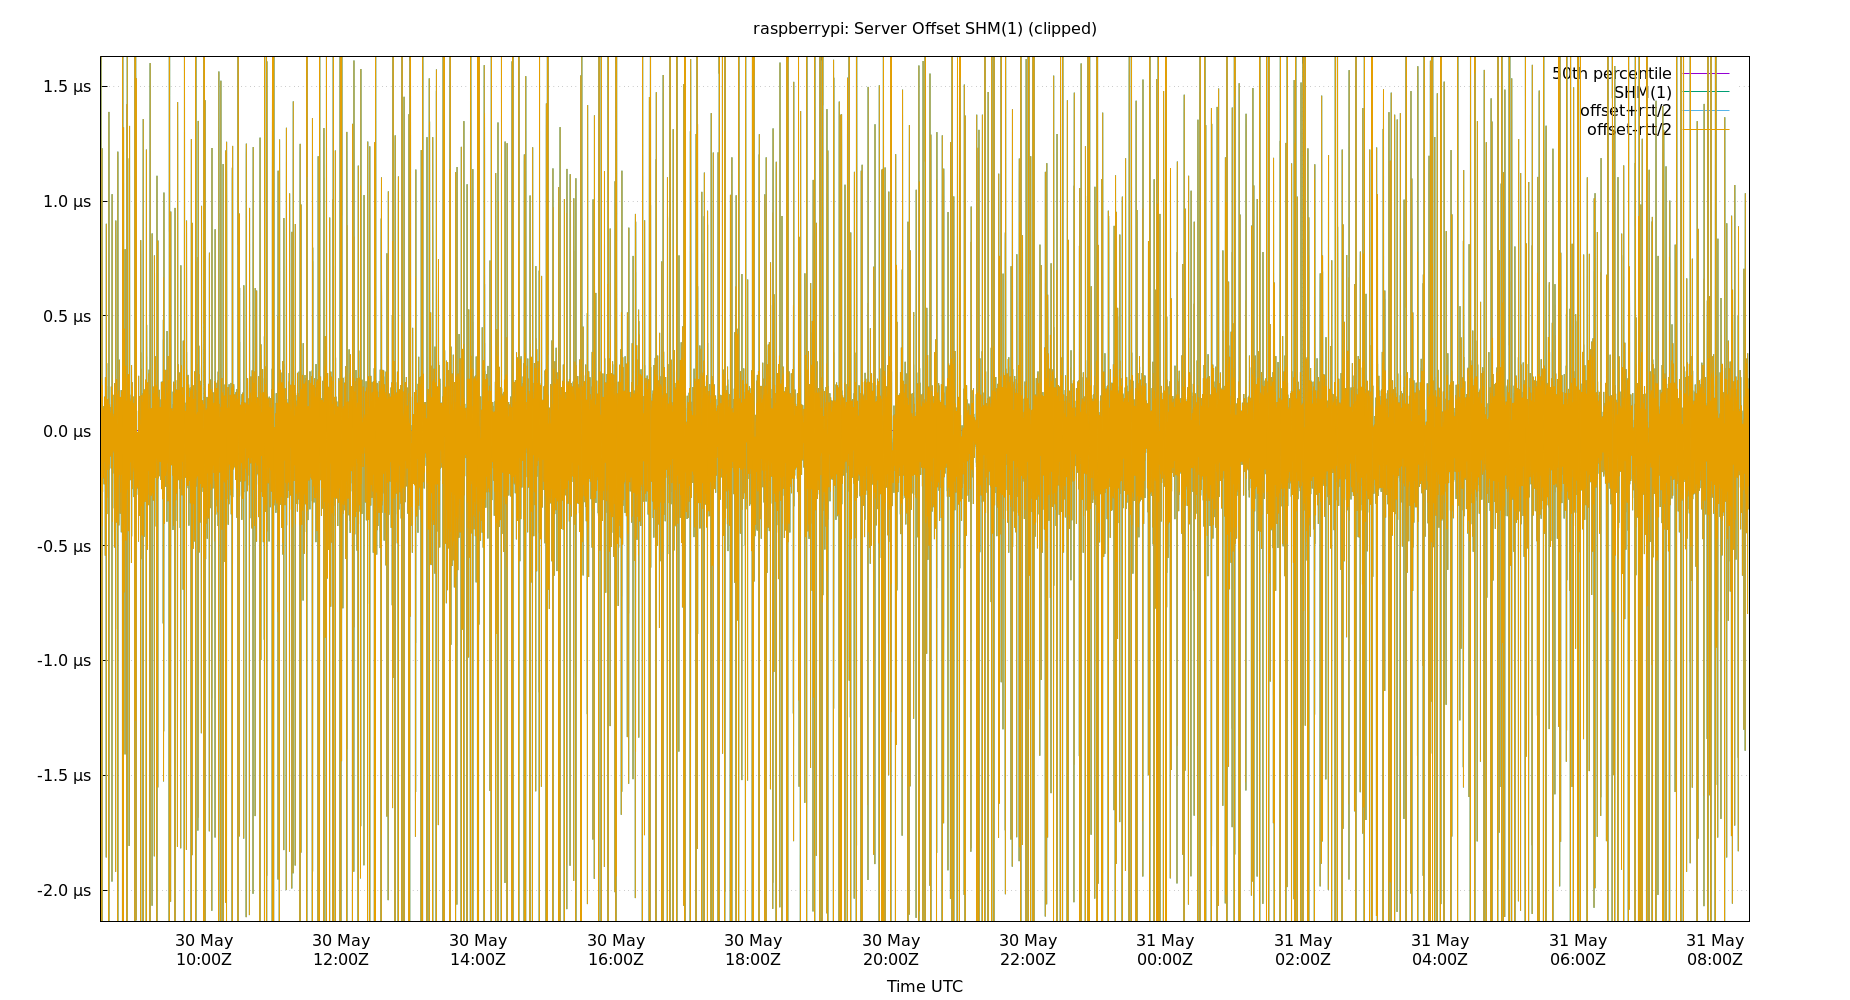 raspberrypi: Server Offset SHM(1) (clipped)
50th percentile
SHM(1)
offset+rtt/2
offset-rtt/2
1.5 µs
1.0 µs
0.5 µs
0.0 µs
-0.5 µs
-1.0 µs
-1.5 µs
-2.0 µs
30 May 30 May 30 May 30 May 30 May 30 May 30 May 31 May 31 May 31 May 31 May 31 May
10:00Z 12:00Z 14:00Z 16:00Z 18:00Z 20:00Z 22:00Z 00:00Z 02:00Z 04:00Z 06:00Z 08:00Z
Time UTC